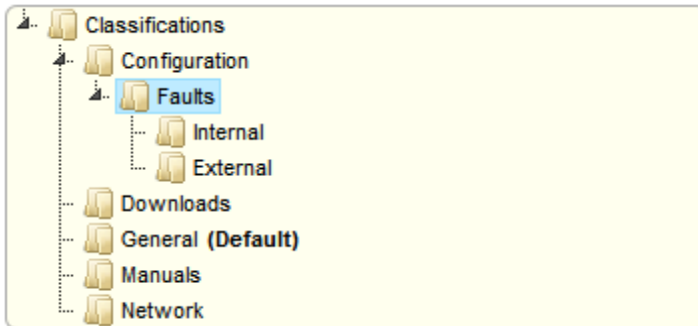 Classifications
Configuration
Faults
Internal
External
Downloads
General (Default)
Manuals
Network